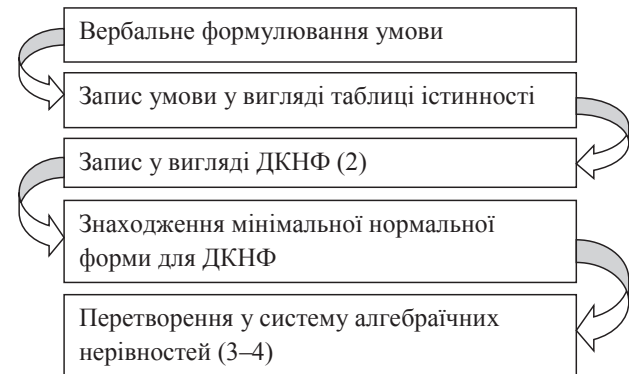 Вербальне формулювання умови
Запис умови у вигляді таблиці істинності
Запис у вигляді ДКНФ (2)
Знаходження мінімальної нормальної
форми для ДКНФ
Перетворення у систему алгебраїчних
нерівностей (3–4)